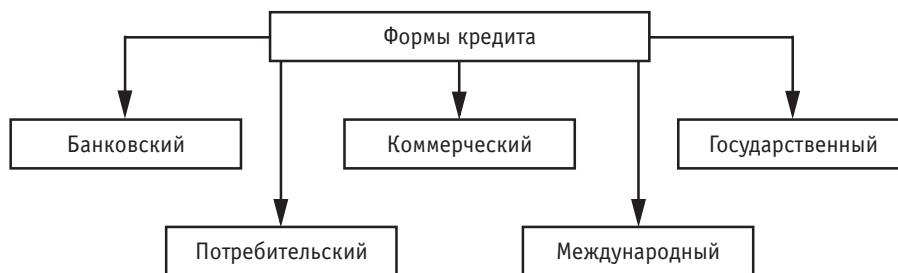 Формы кредита
Банковский
Коммерческий
Государственный
Потребительский
Международный